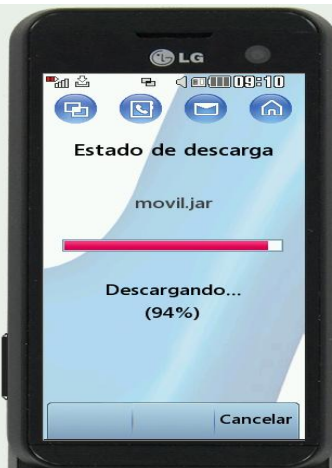 LG
09:10
Estado de descarga
movil.jar
Descargando...
(94%)
Cancelar